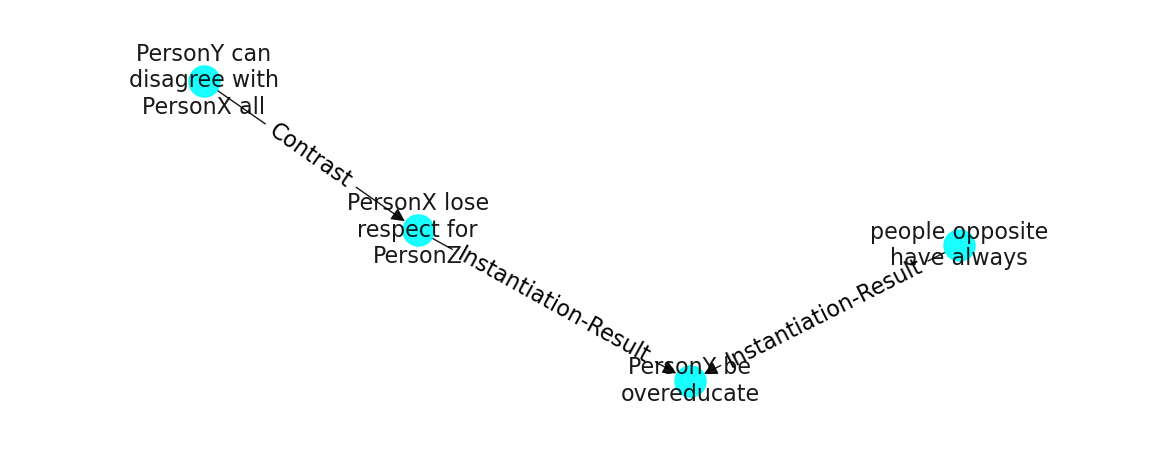 PersonY can
disagree with
PersonX all
Contrast
PersonX lose
respect for
PersonZ
Instantiation-Result
people opposite
have always
Instantiation-Result
PersonX be
overeducate